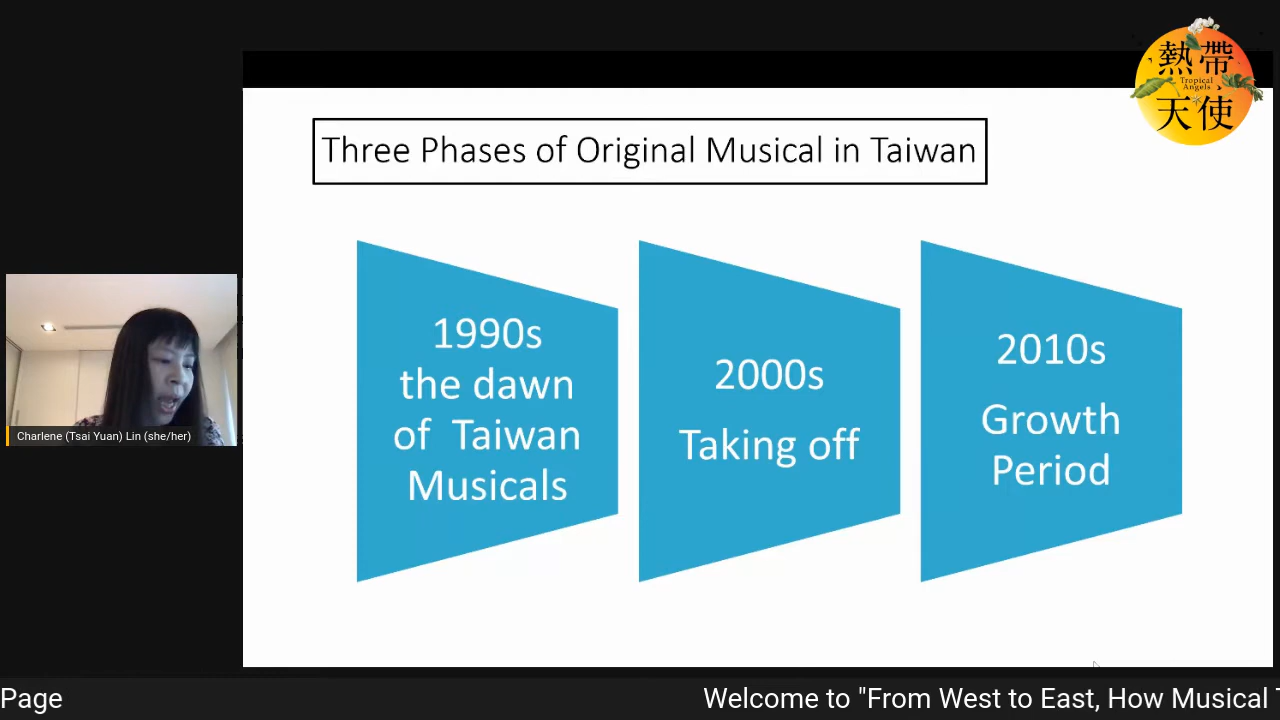 熱帶
Tropical
Angels
天使
Three Phases of Original Musical in Taiwan
1990s
the dawn
of Taiwan
Musicals
2000s
Taking off
2010s
Growth
Period
Charlene (Tsai Yuan) Lin (she/her)
Page
Welcome to "From West to East, How Musical